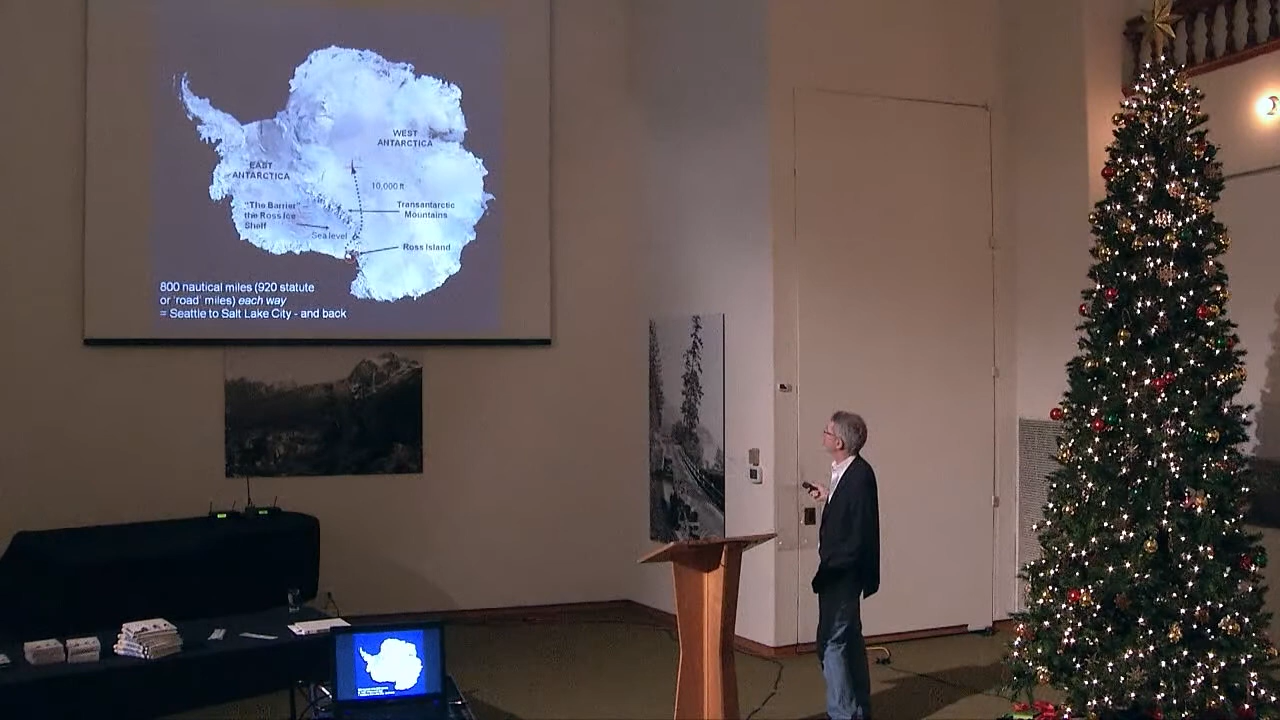 WEST
ANTARCTICA
EAST
ANTARCTICA
10,000 ft
"The Barrier"
the Ross Ice
Shelf
Transantarctic
Mountains
Sea level
Ross Island
800 nautical miles (920 statute
or 'road' miles) each way
= Seattle to Salt Lake City - and back